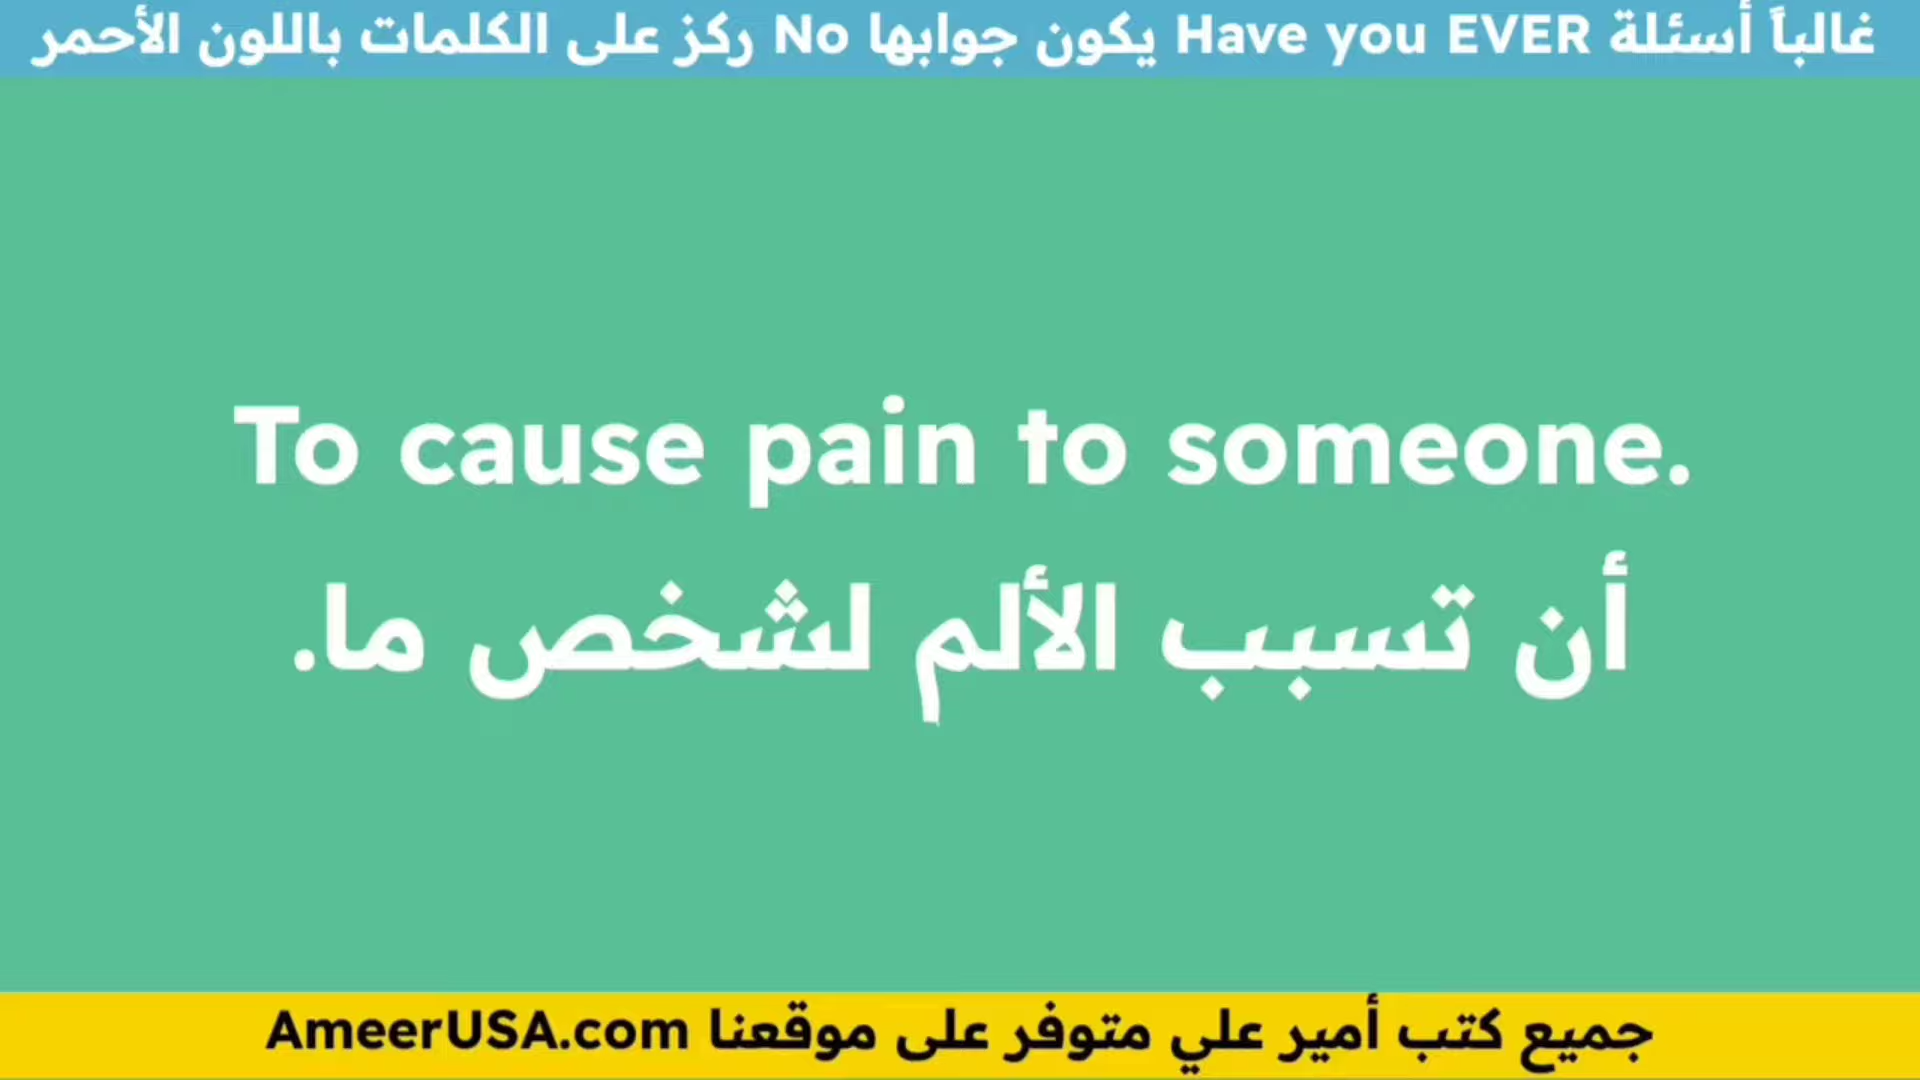 غالباً أسئلة Have you EVER يكون جوابها No ركز على الكلمات باللون الأحمر
To cause pain to someone.
أن تسبب الألم لشخص ما.
جميع كتب أمير علي متوفر على موقعنا AmeerUSA.com